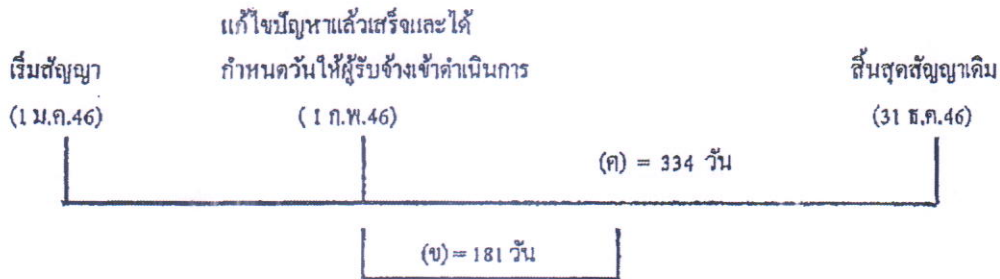 แก้ไขปัญหาแล้วเสร็จและได้
เริ่มสัญญา กำหนดวันให้ผู้รับจ้างเข้าดำเนินการ สิ้นสุดสัญญาเดิม
(1 ม.ค.46) ( 1 ก.พ.46) (31 ธ.ค.46)
(ค) = 334 วัน
(ข) = 181 วัน